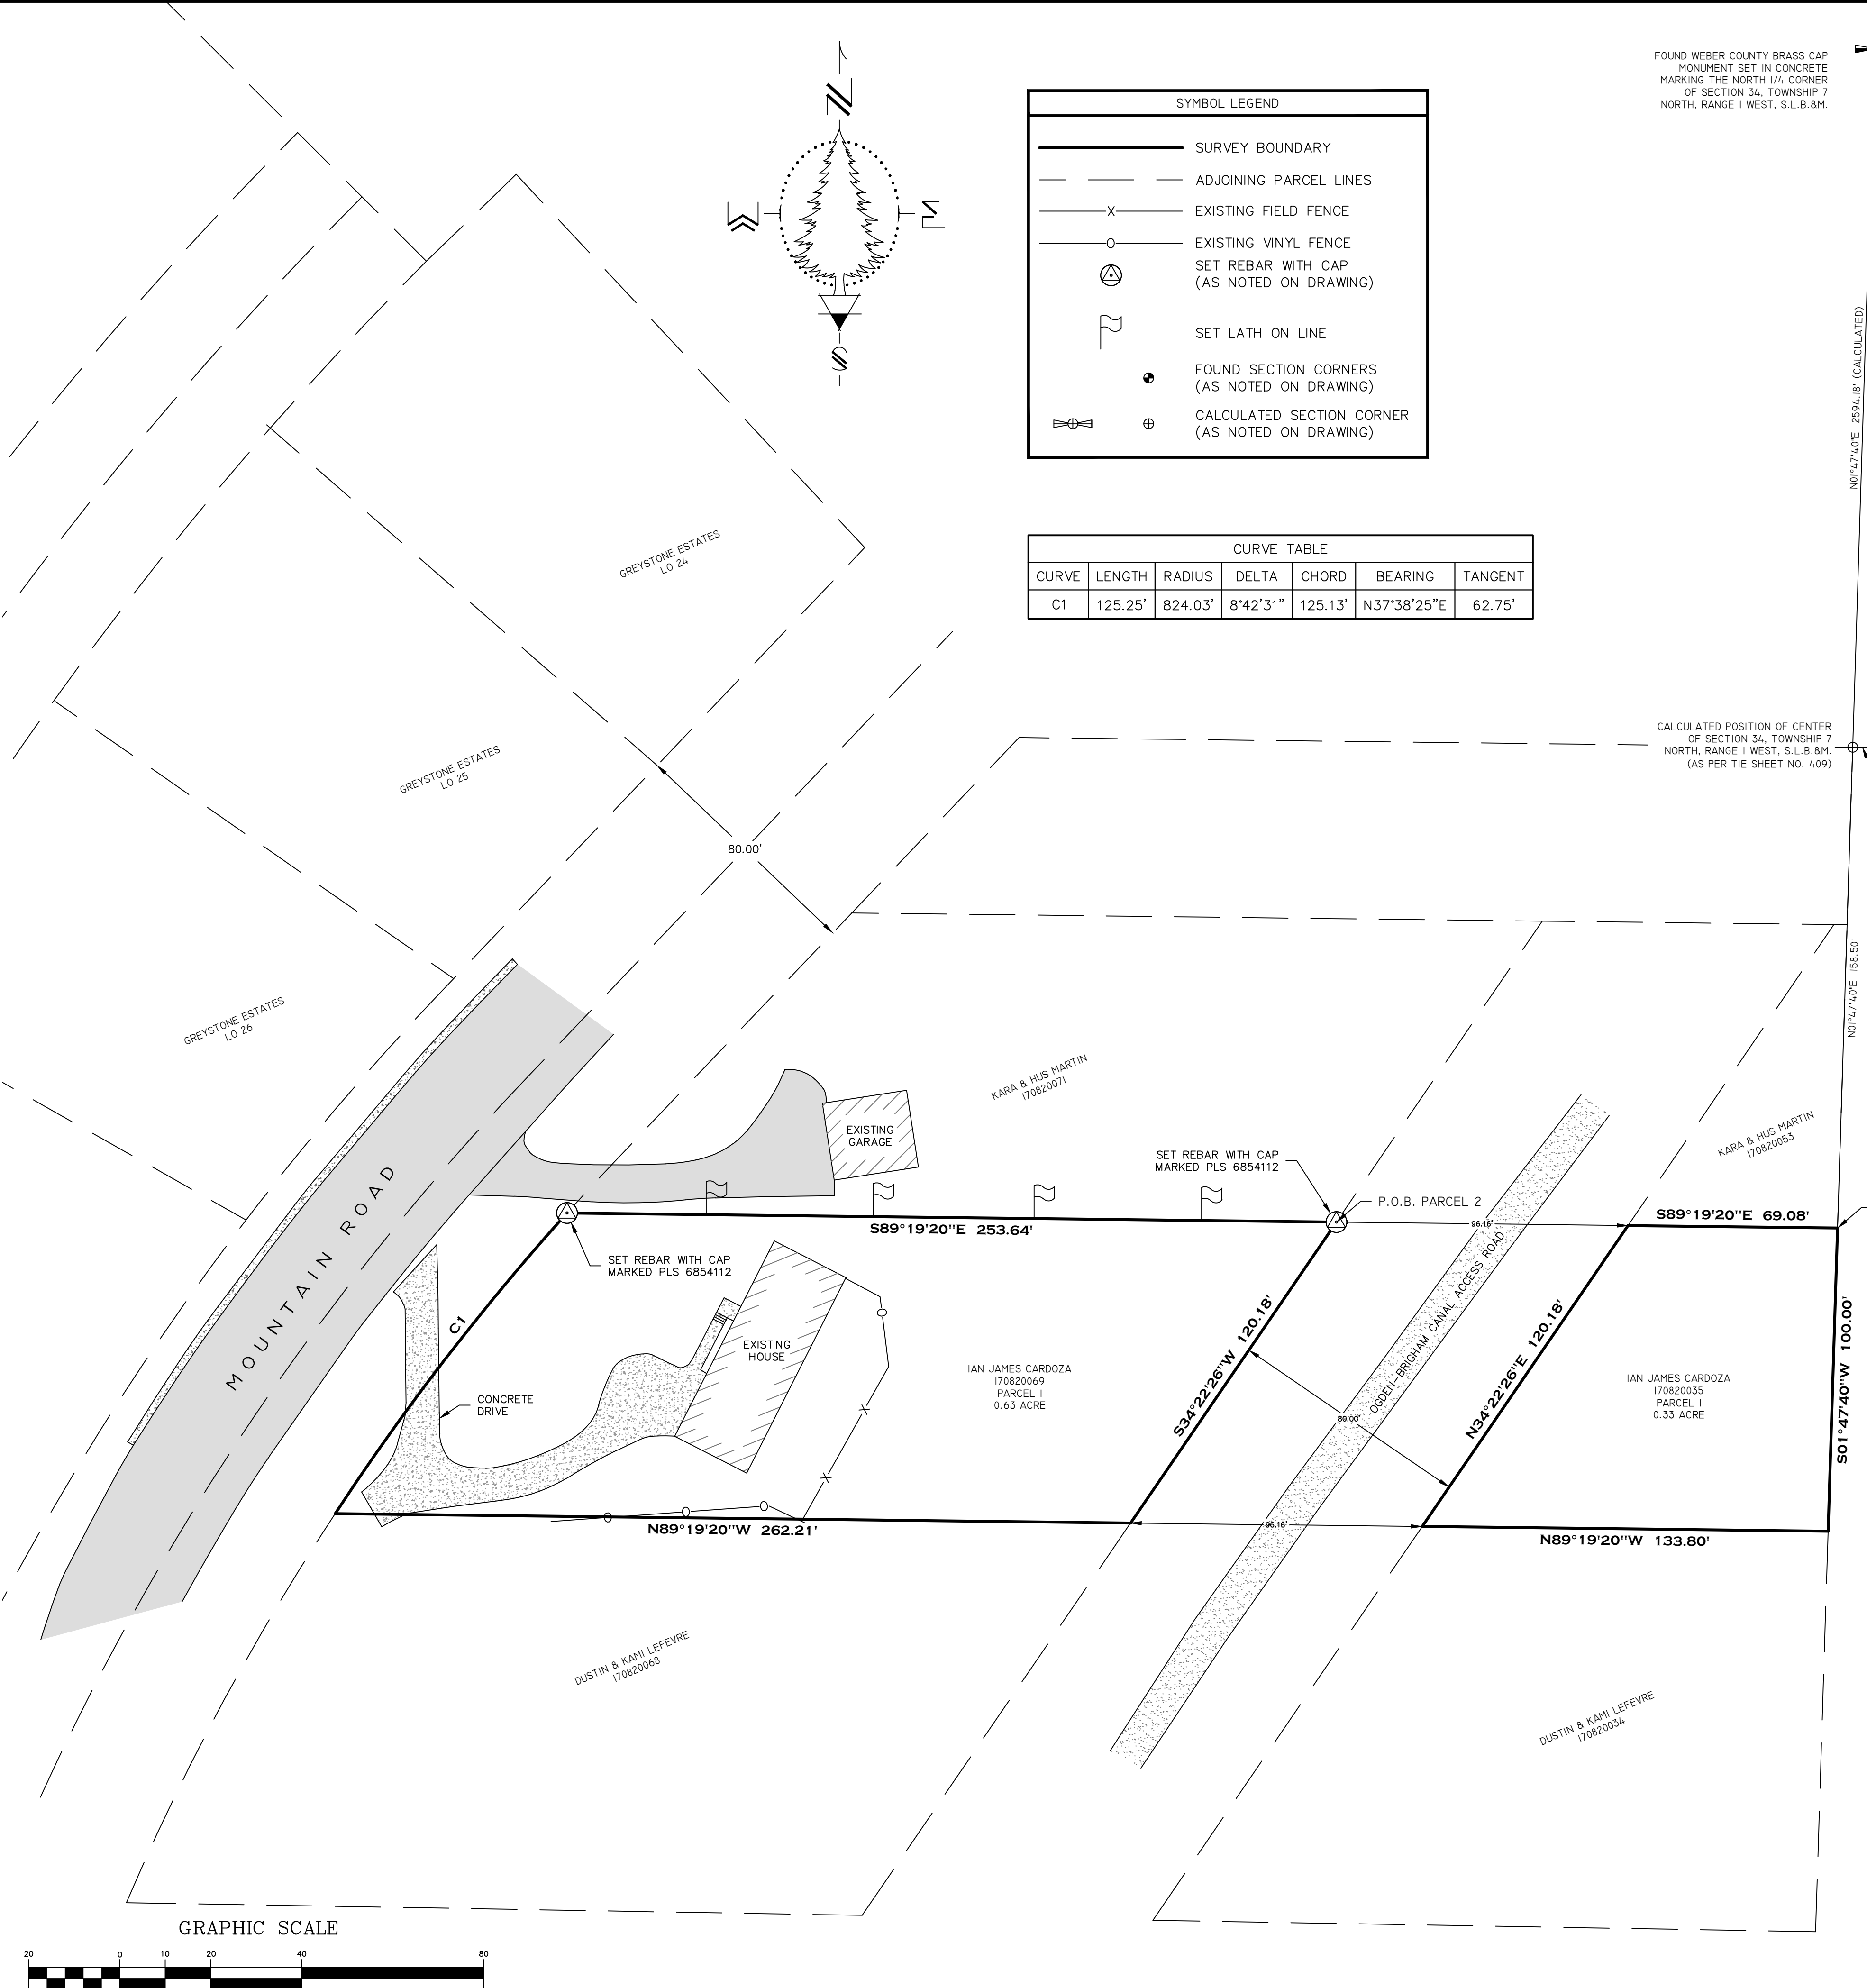 FOUND WEBER COUNTY BRASS CAP
MONUMENT SET IN CONCRETE
MARKING THE NORTH 1/4 CORNER
OF SECTION 34, TOWNSHIP 7
NORTH, RANGE 1 WEST, S.L.B.&M.
N
W
E
S
SYMBOL LEGEND
SURVEY BOUNDARY
ADJOINING PARCEL LINES
X
EXISTING FIELD FENCE
O
EXISTING VINYL FENCE
SET REBAR WITH CAP
(AS NOTED ON DRAWING)
SET LATH ON LINE
FOUND SECTION CORNERS
(AS NOTED ON DRAWING)
CALCULATED SECTION CORNER
(AS NOTED ON DRAWING)
N01°47'40"E 2594.18' (CALCULATED)
CURVE TABLE
CURVE LENGTH RADIUS DELTA CHORD BEARING TANGENT
C1 125.25' 824.03' 8°42'31" 125.13' N37°38'25"E 62.75'
GREYSTONE ESTATES
LO 24
GREYSTONE ESTATES
LO 25
GREYSTONE ESTATES
LO 26
80.00'
CALCULATED POSITION OF CENTER
OF SECTION 34, TOWNSHIP 7
NORTH, RANGE 1 WEST, S.L.B.&M.
(AS PER TIE SHEET NO. 409)
N01°47'40"E 158.50'
KARA & HUS MARTIN
170820071
KARA & HUS MARTIN
170820053
EXISTING
GARAGE
SET REBAR WITH CAP
MARKED PLS 6854112
P.O.B. PARCEL 2
S89°19'20"E 253.64'
96.16'
S89°19'20"E 69.08'
MOUNTAIN ROAD
SET REBAR WITH CAP
MARKED PLS 6854112
C1
EXISTING
HOUSE
O
X
X
CONCRETE
DRIVE
IAN JAMES CARDOZA
170820069
PARCEL 1
0.63 ACRE
S34°22'26"W 120.18'
OGDEN-BRIGHAM CANAL ACCESS ROAD
80.00'
N34°22'26"E 120.18'
IAN JAMES CARDOZA
170820035
PARCEL 1
0.33 ACRE
S01°47'40"W 100.00'
O O O
N89°19'20"W 262.21'
96.16'
N89°19'20"W 133.80'
DUSTIN & KAMI LEFEVRE
170820068
DUSTIN & KAMI LEFEVRE
170820034
GRAPHIC SCALE
20 0 10 20 40 80